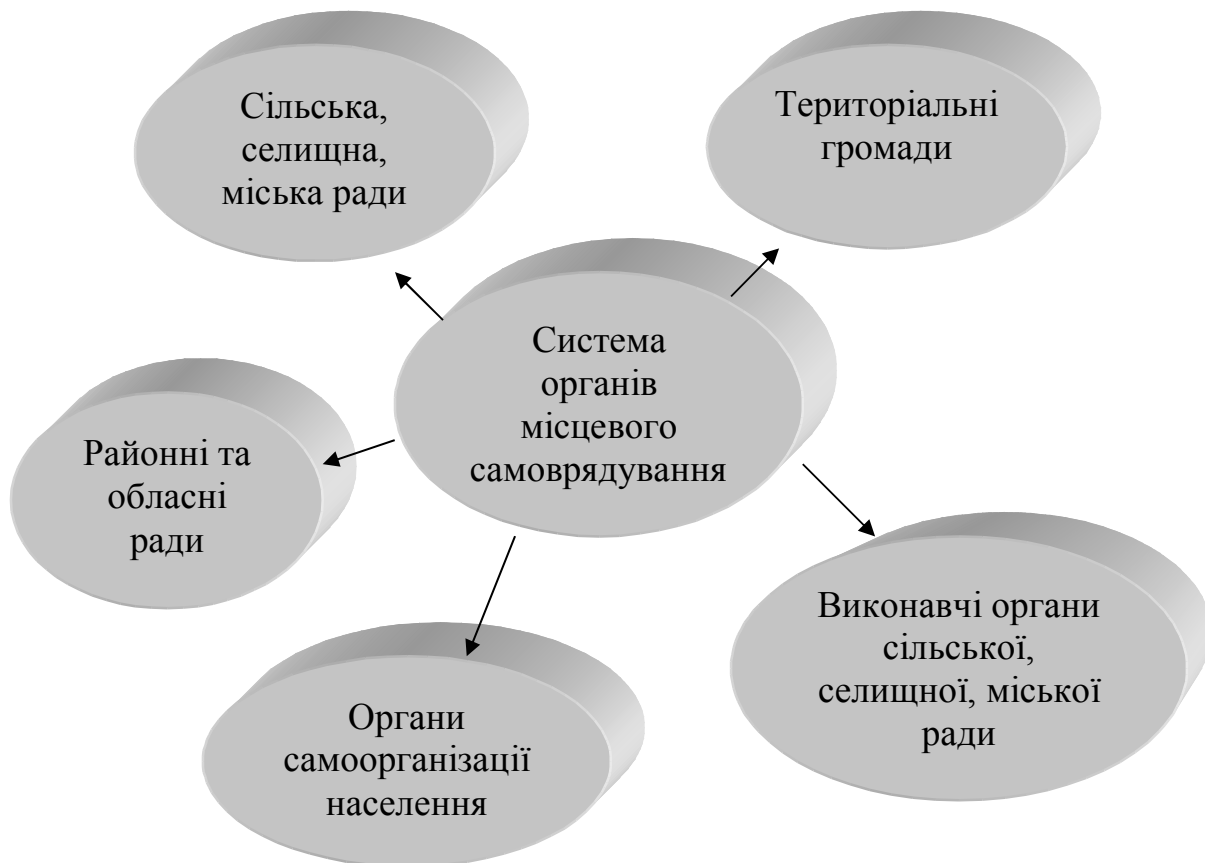 Сільська,
селищна,
міська ради
Територіальні
громади
Система
органів
місцевого
самоврядування
Районні та
обласні
ради
Виконавчі органи
сільської,
селищної, міської
ради
Органи
самоорганізації
населення